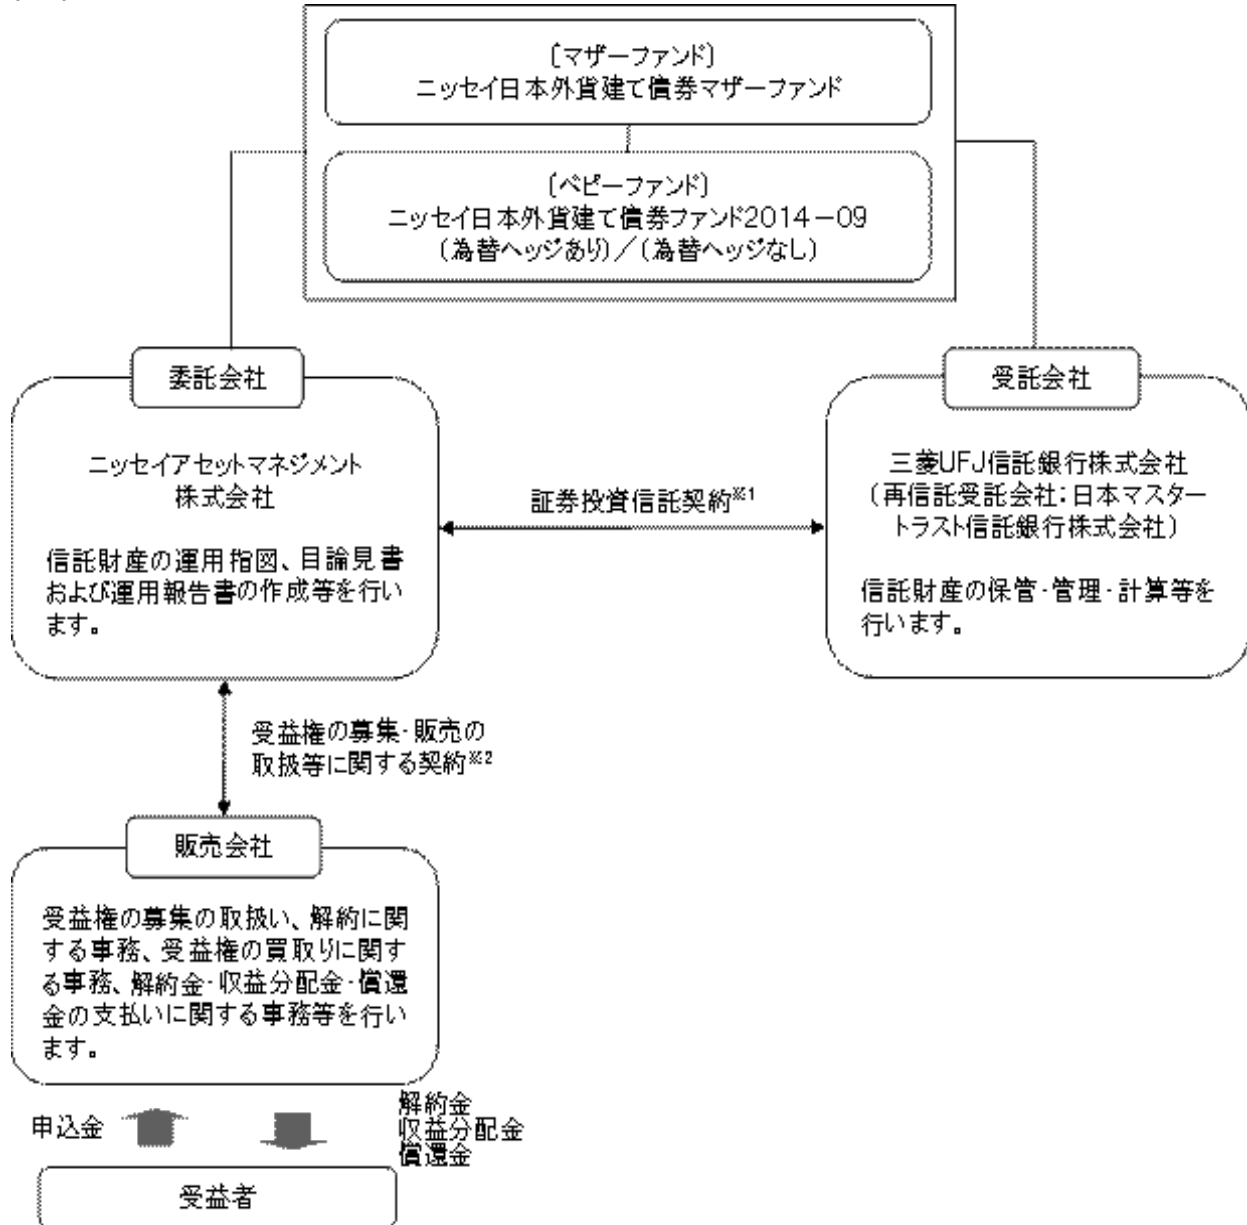 〔マザーファンド〕
ニッセイ日本外貨建て債券マザーファンド
〔ベビーファンド〕
ニッセイ日本外貨建て債券ファンド2014-09
(為替ヘッジあり)/(為替ヘッジなし)
委託会社
ニッセイアセットマネジメント
株式会社
信託財産の運用指図、目論見書
および運用報告書の作成等を行い
ます。
証券投資信託契約※1
受託会社
三菱UFJ信託銀行株式会社
(再信託受託会社:日本マスター
トラスト信託銀行株式会社)
信託財産の保管・管理・計算等を
行います。
受益権の募集・販売の
取扱等に関する契約※2
販売会社
受益権の募集の取扱い、解約に関
する事務、受益権の買取りに関す
る事務、解約金・収益分配金・償還
金の支払いに関する事務等を行い
ます。
申込金
解約金
収益分配金
償還金
受益者